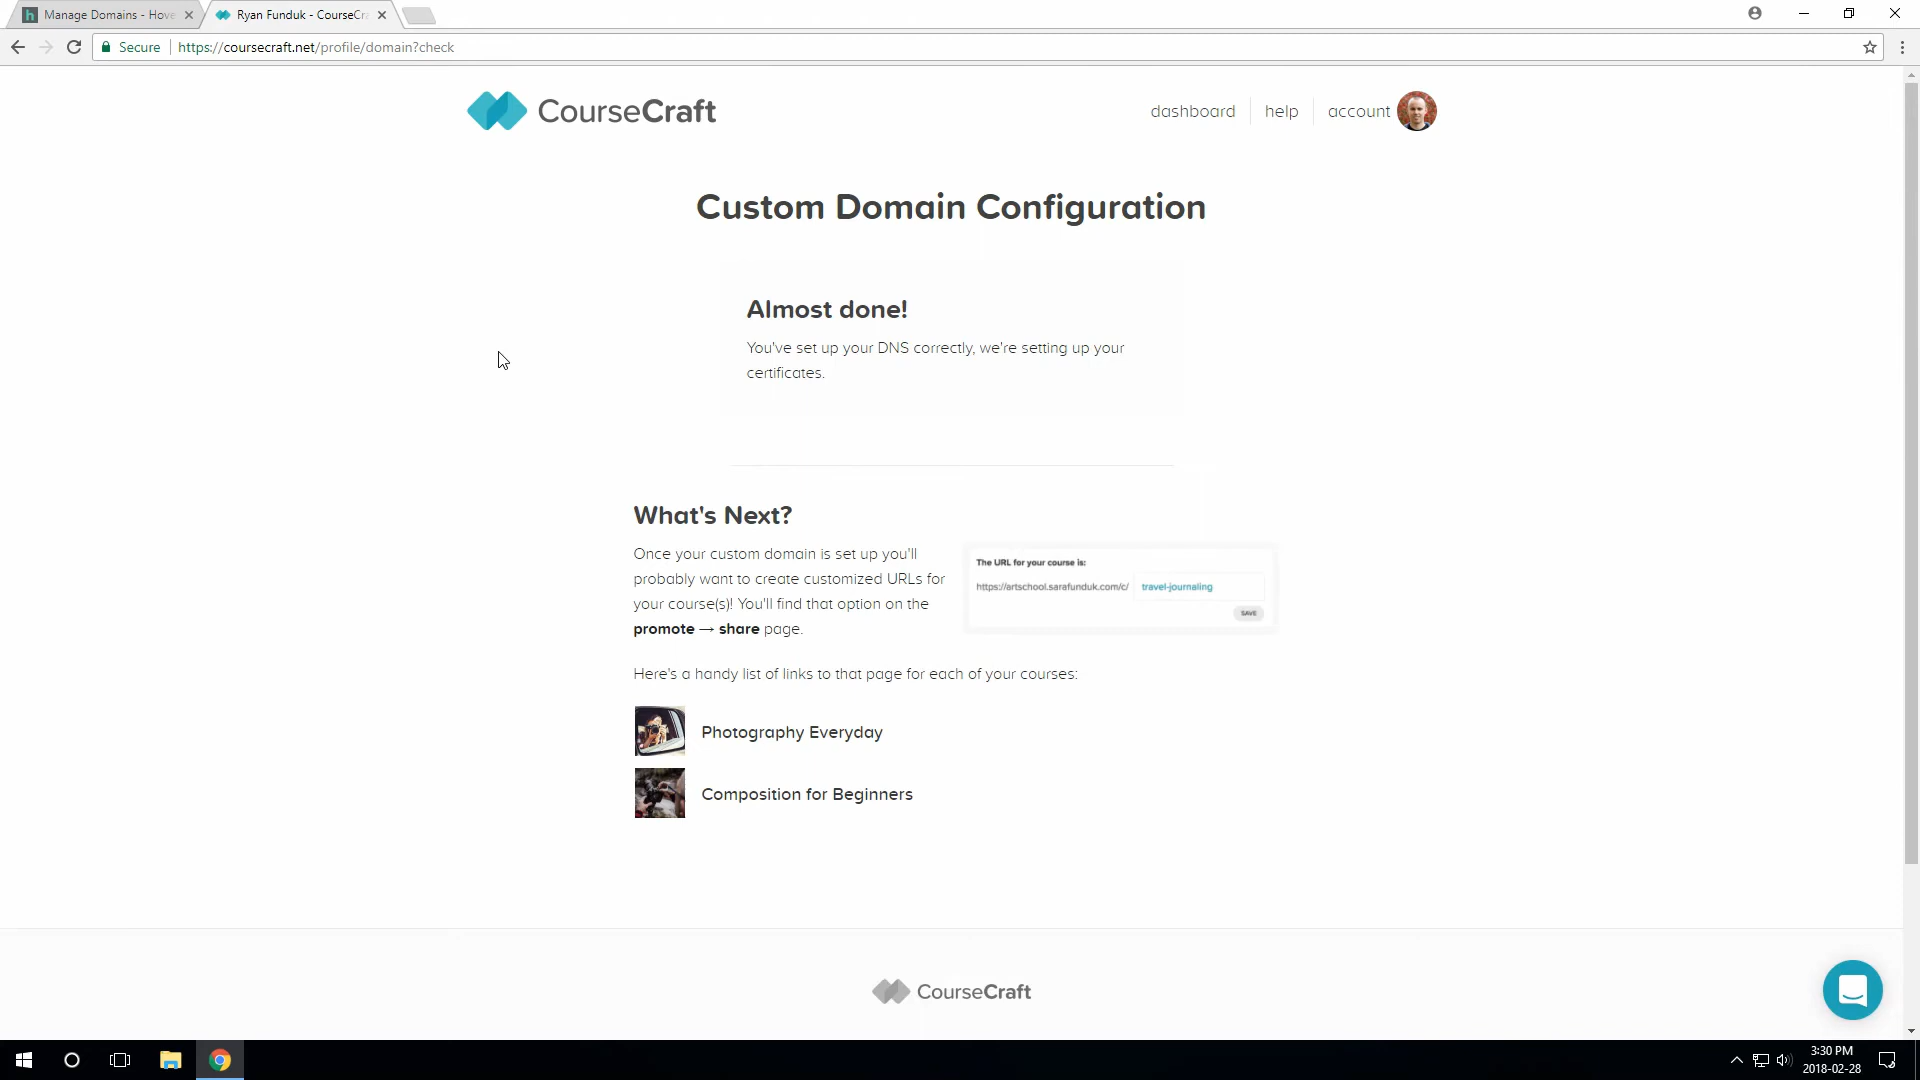 Manage Domains - Hove
Ryan Funduk - CourseCra
Secure
https://coursecraft.net/profile/domain?check
CourseCraft
dashboard
help
account
Custom Domain Configuration
Almost done!
You've set up your DNS correctly, we're setting up your
certificates.
What's Next?
Once your custom domain is set up you'll
probably want to create customized URLs for
your course(s)! You'll find that option on the
promote → share page.
The URL for your course is:
https://artschool.sarafunduk.com/c/ travel-journaling
SAVE
Here's a handy list of links to that page for each of your courses:
Photography Everyday
Composition for Beginners
CourseCraft
3:30 PM
2018-02-28